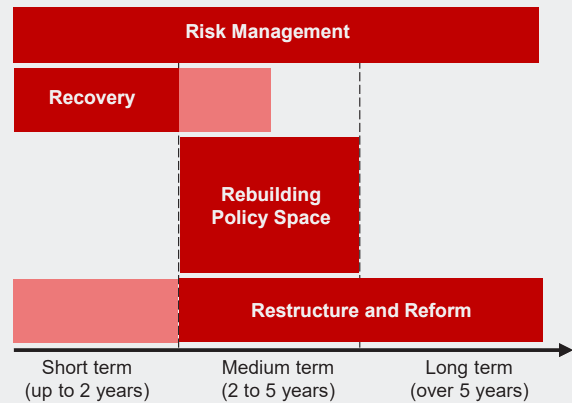 Risk Management
Recovery
Rebuilding
Policy Space
Restructure and Reform
Short term
(up to 2 years)
Medium term
(2 to 5 years)
Long term
(over 5 years)